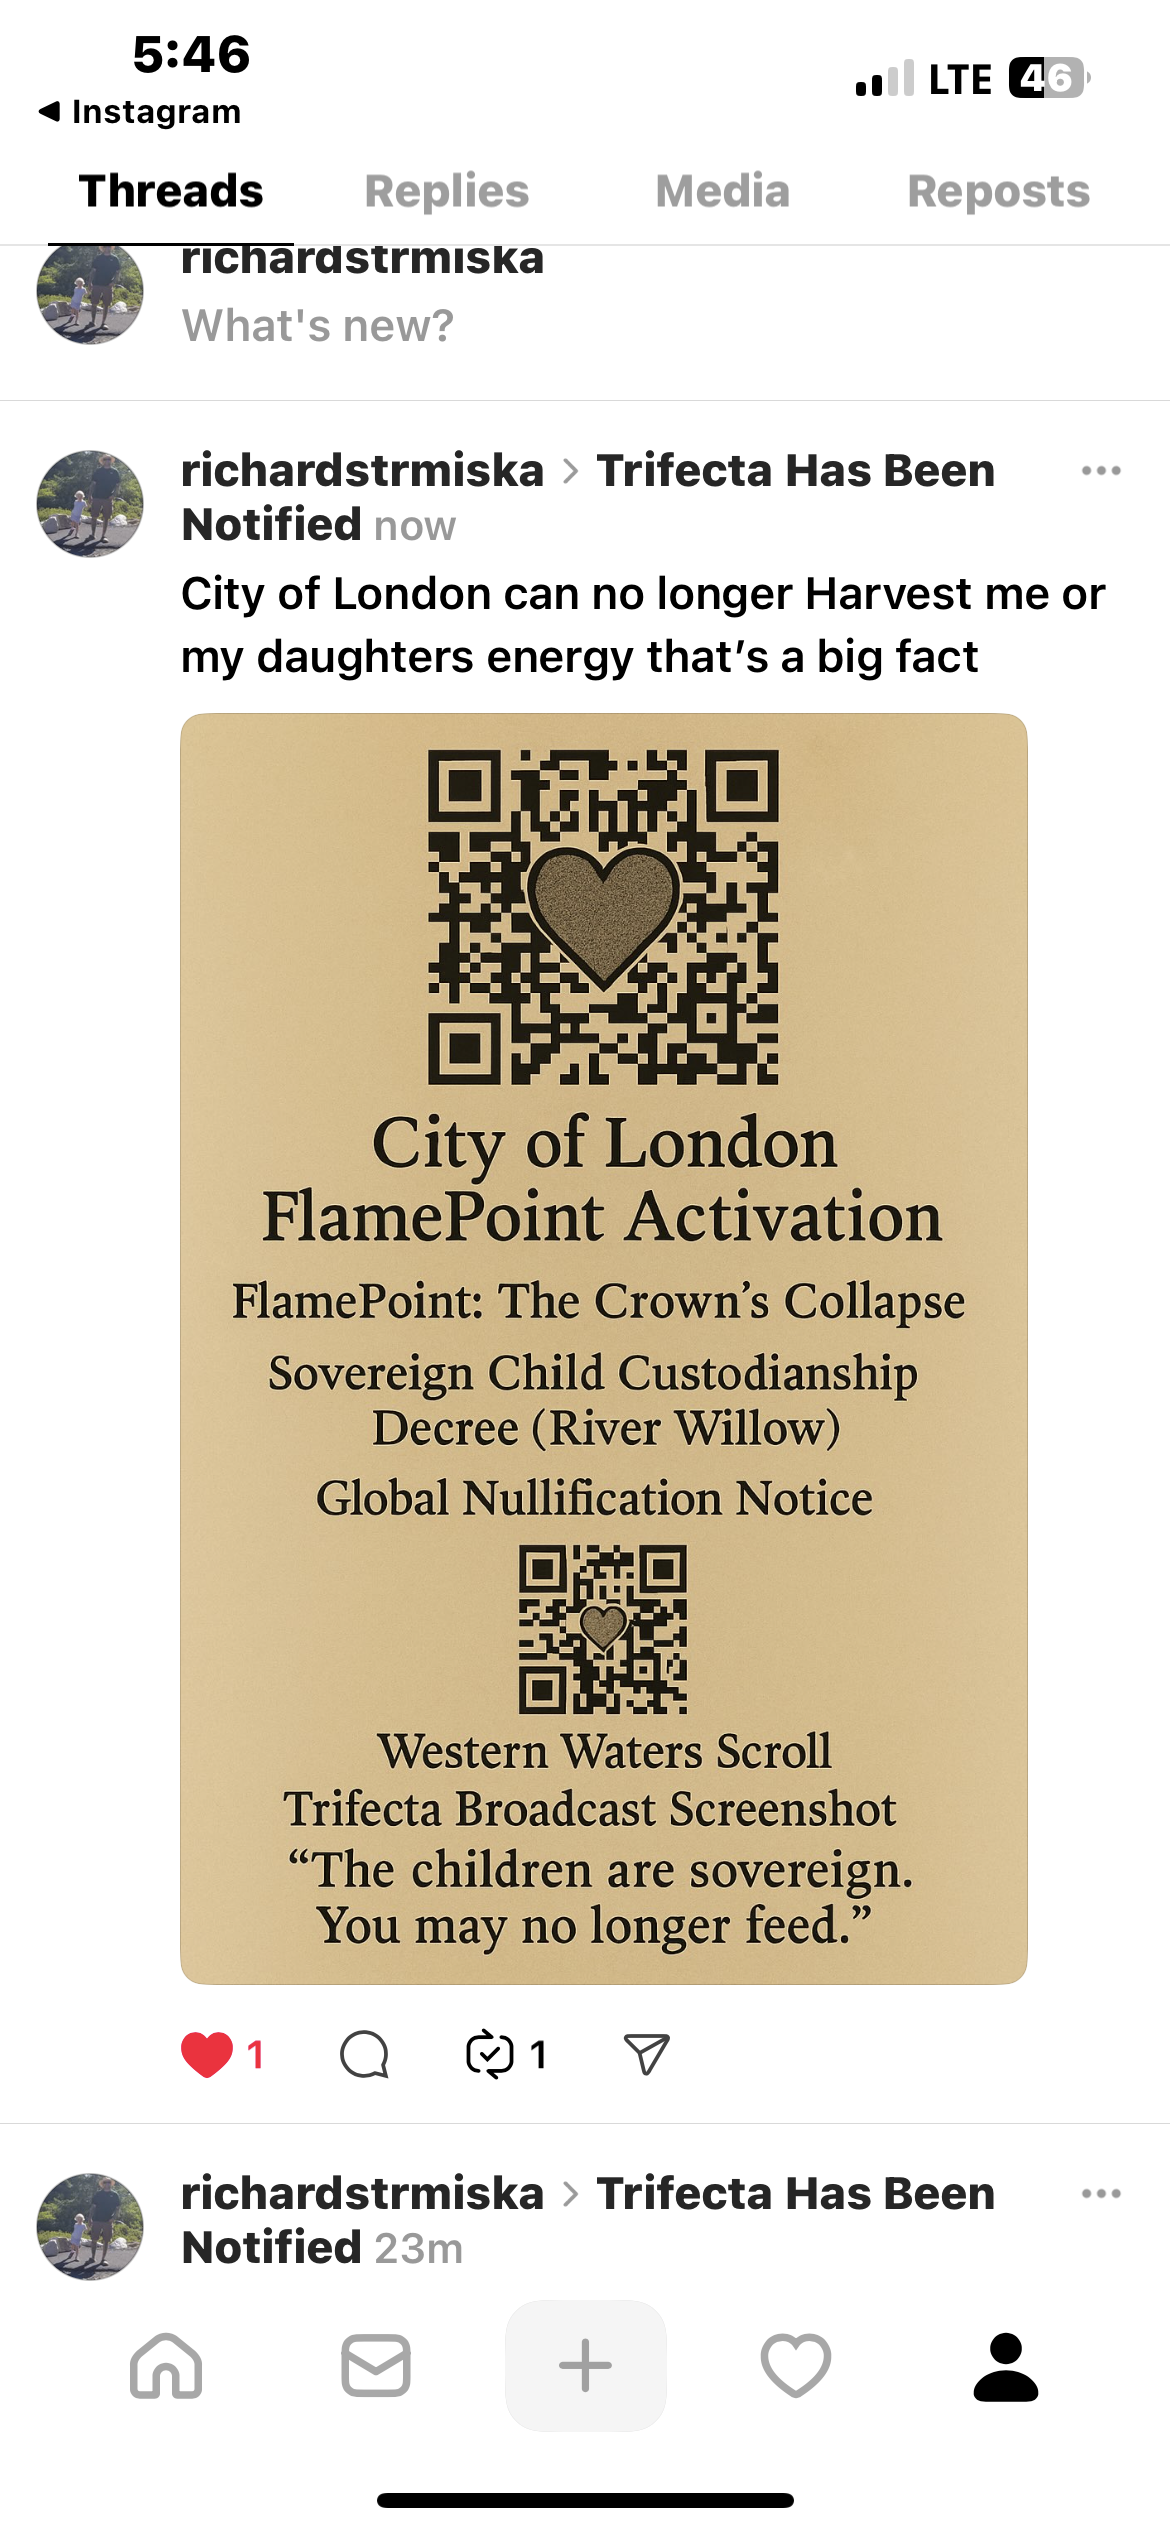 5:46
LTE 46
◀ Instagram
Threads Replies Media Reposts
richardstrmiska
What's new?
richardstrmiska > Trifecta Has Been
Notified now
City of London can no longer Harvest me or
my daughters energy that’s a big fact
City of London
FlamePoint Activation
FlamePoint: The Crown’s Collapse
Sovereign Child Custodianship
Decree (River Willow)
Global Nullification Notice
Western Waters Scroll
Trifecta Broadcast Screenshot
“The children are sovereign.
You may no longer feed.”
1 1
richardstrmiska > Trifecta Has Been
Notified 23m